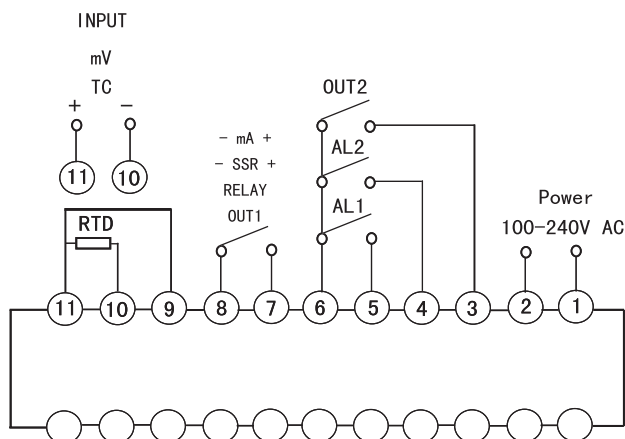 INPUT
mV
TC
+ −
11 10
RTD
− mA +
− SSR +
RELAY
OUT1
OUT2
AL2
AL1
Power
100-240V AC
11 10 9 8 7 6 5 4 3 2 1